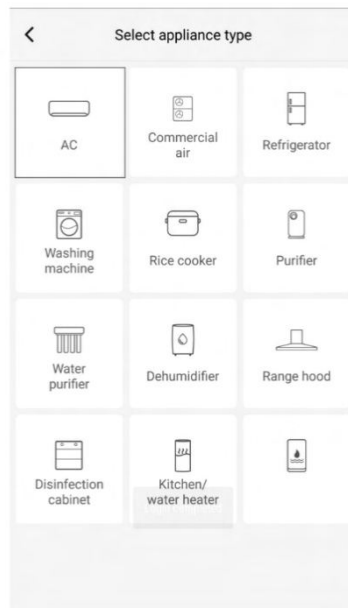 Select appliance type
AC
Commercial
air
Refrigerator
Washing
machine
Rice cooker
Purifier
Water
purifier
Dehumidifier
Range hood
Disinfection
cabinet
Kitchen/
water heater